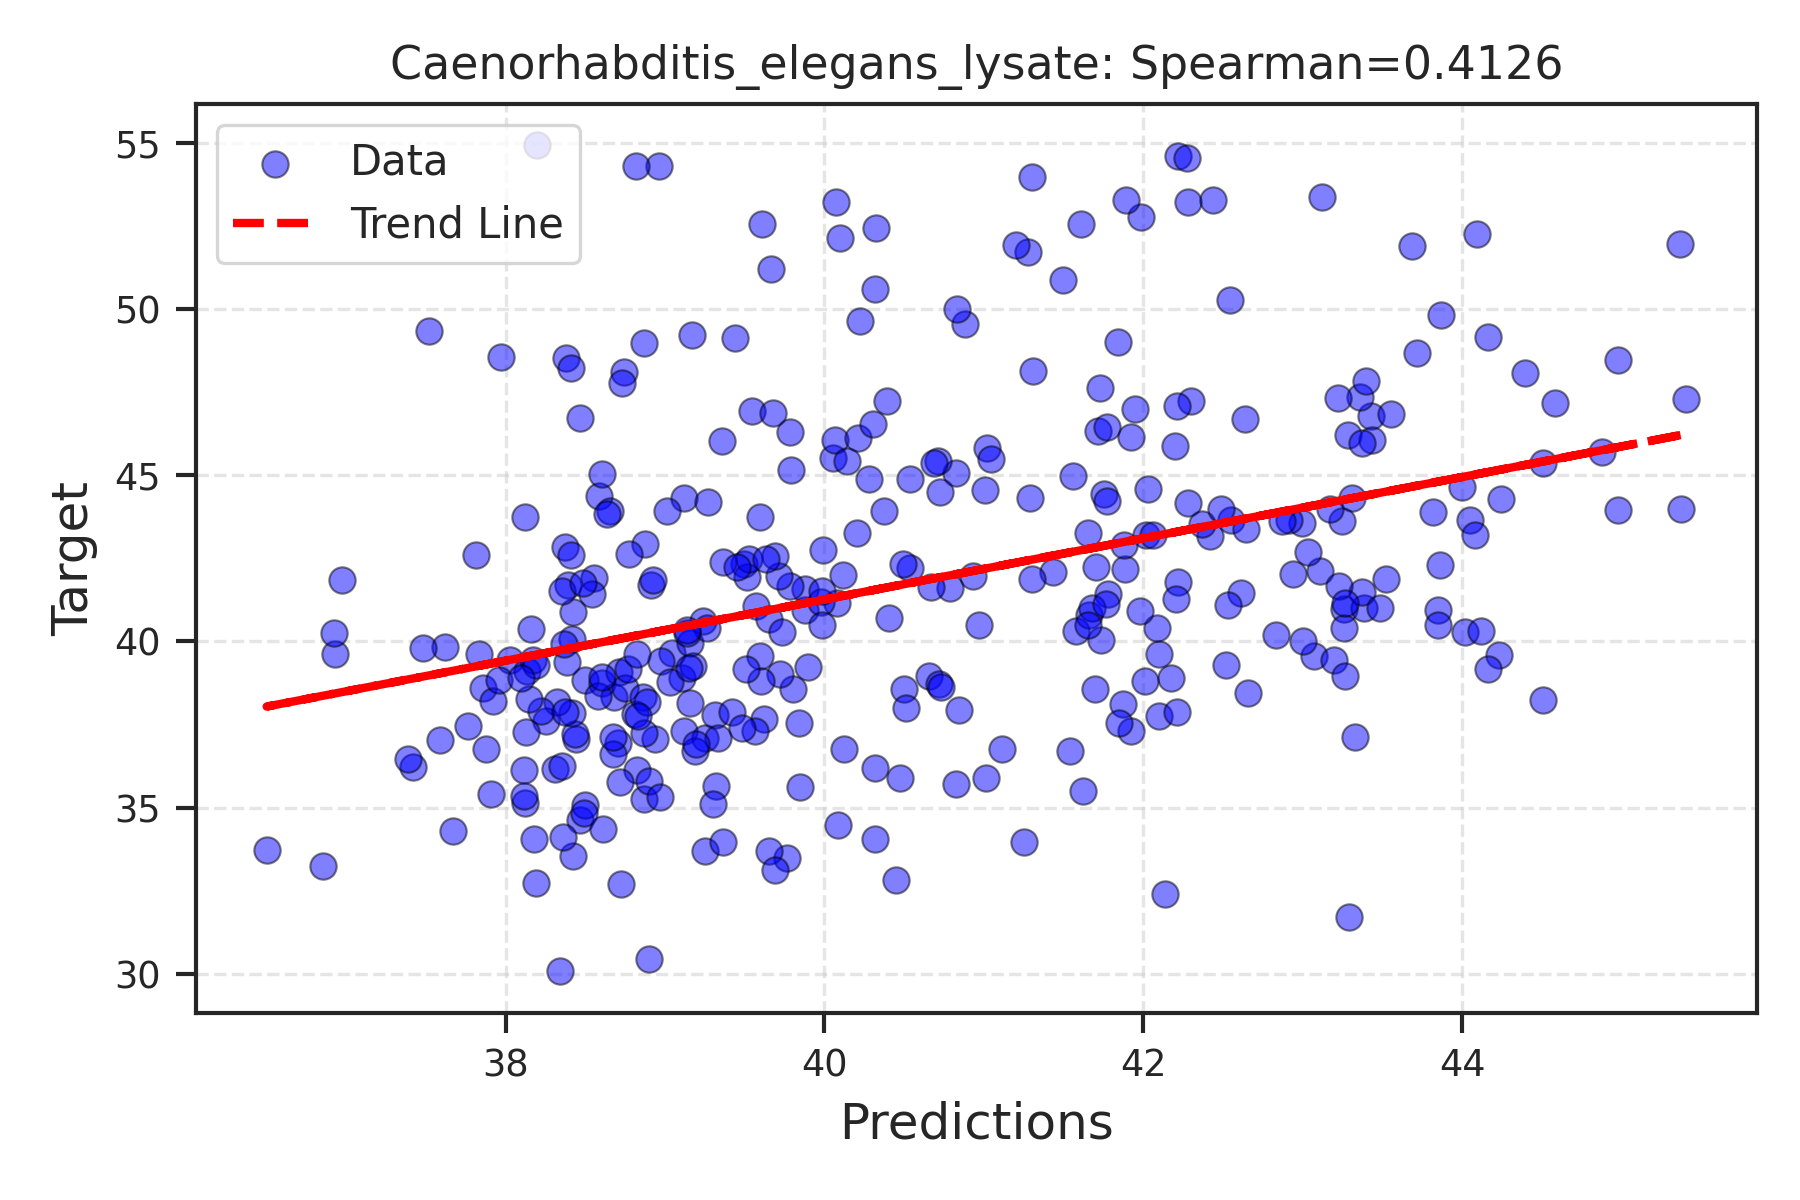 Caenorhabditis_elegans_lysate: Spearman=0.4126
Data
Trend Line
55
50
45
40
35
30
Target
38
40
42
44
Predictions